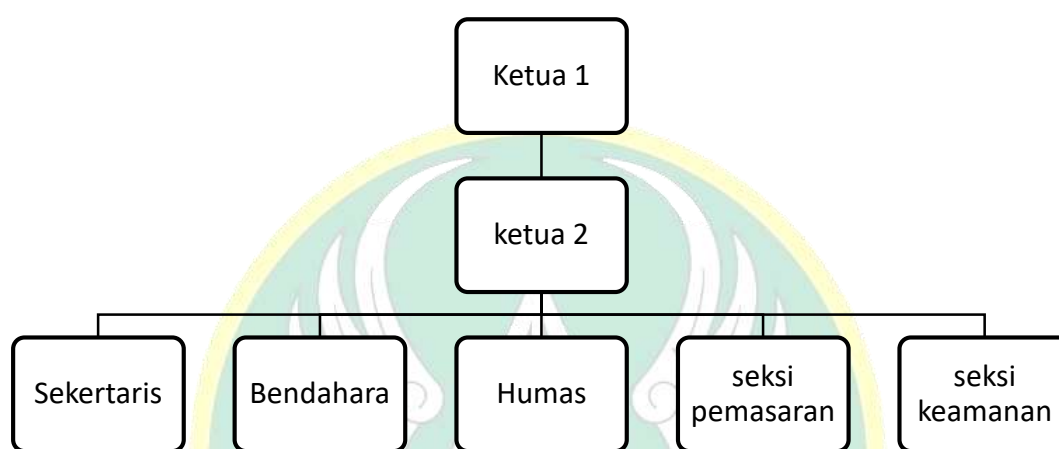 Ketua 1
ketua 2
Sekertaris
Bendahara
Humas
seksi
pemasaran
seksi
keamanan